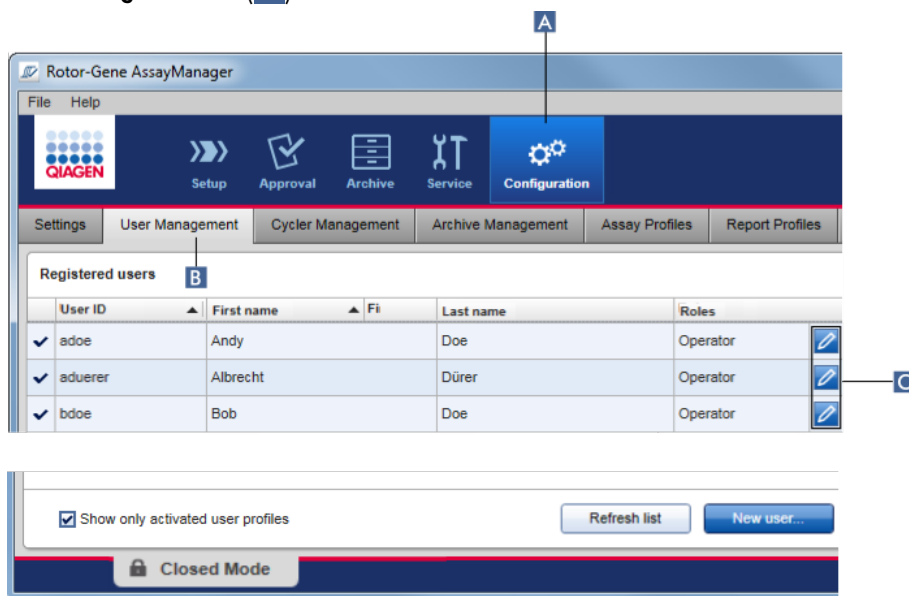 A
Rotor-Gene AssayManager
File Help
QIAGEN
Setup Approval Archive Service Configuration
Settings User Management Cycler Management Archive Management Assay Profiles Report Profiles
Registered users B
User ID First name Fi Last name Roles
adoe Andy Doe Operator
aduerer Albrecht Dürer Operator C
bdoe Bob Doe Operator
Show only activated user profiles Refresh list New user...
Closed Mode